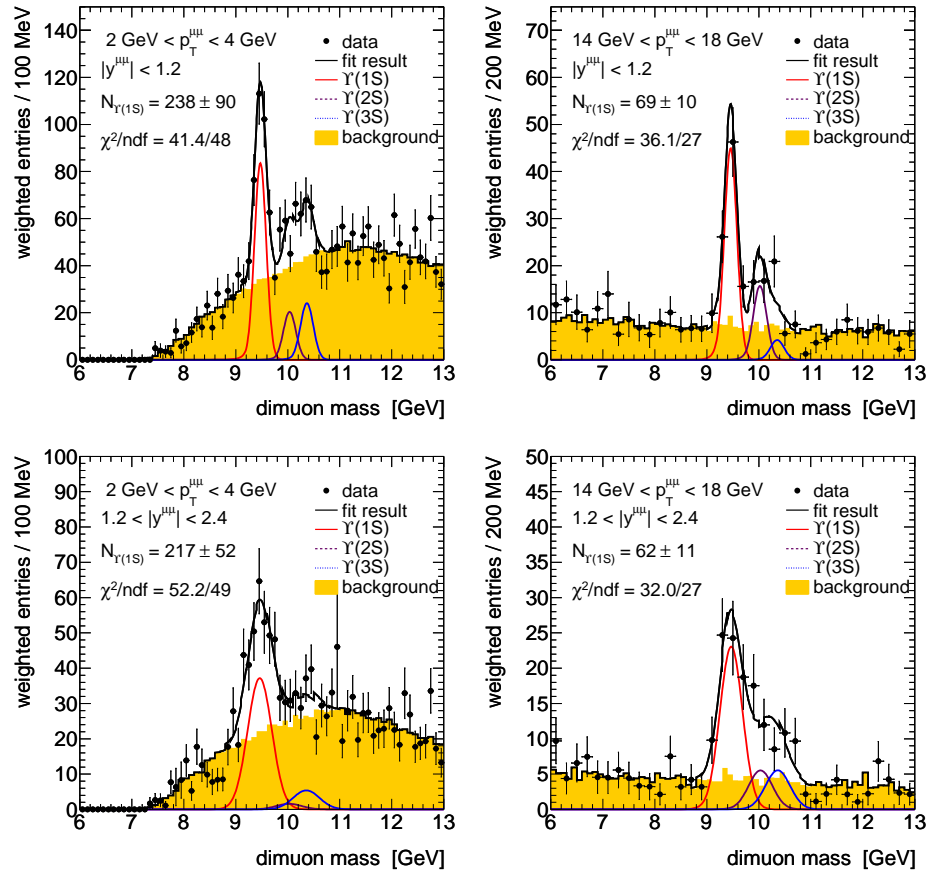 weighted entries / 100 MeV
140
120
100
80
60
40
20
0
2 GeV < p_T^μμ < 4 GeV
|y^μμ| < 1.2
N_ϒ(1S) = 238 ± 90
χ²/ndf = 41.4/48
data
fit result
ϒ(1S)
ϒ(2S)
ϒ(3S)
background
6 7 8 9 10 11 12 13
dimuon mass [GeV]
weighted entries / 200 MeV
70
60
50
40
30
20
10
0
14 GeV < p_T^μμ < 18 GeV
|y^μμ| < 1.2
N_ϒ(1S) = 69 ± 10
χ²/ndf = 36.1/27
data
fit result
ϒ(1S)
ϒ(2S)
ϒ(3S)
background
6 7 8 9 10 11 12 13
dimuon mass [GeV]
weighted entries / 100 MeV
100
90
80
70
60
50
40
30
20
10
0
2 GeV < p_T^μμ < 4 GeV
1.2 < |y^μμ| < 2.4
N_ϒ(1S) = 217 ± 52
χ²/ndf = 52.2/49
data
fit result
ϒ(1S)
ϒ(2S)
ϒ(3S)
background
6 7 8 9 10 11 12 13
dimuon mass [GeV]
weighted entries / 200 MeV
50
45
40
35
30
25
20
15
10
5
0
14 GeV < p_T^μμ < 18 GeV
1.2 < |y^μμ| < 2.4
N_ϒ(1S) = 62 ± 11
χ²/ndf = 32.0/27
data
fit result
ϒ(1S)
ϒ(2S)
ϒ(3S)
background
6 7 8 9 10 11 12 13
dimuon mass [GeV]